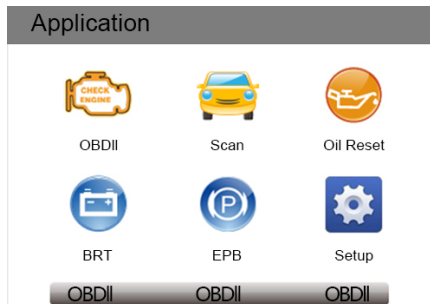 Application
CHECK
ENGINE
OBDII
Scan
Oil Reset
P
BRT
EPB
Setup
OBDII
OBDII
OBDII